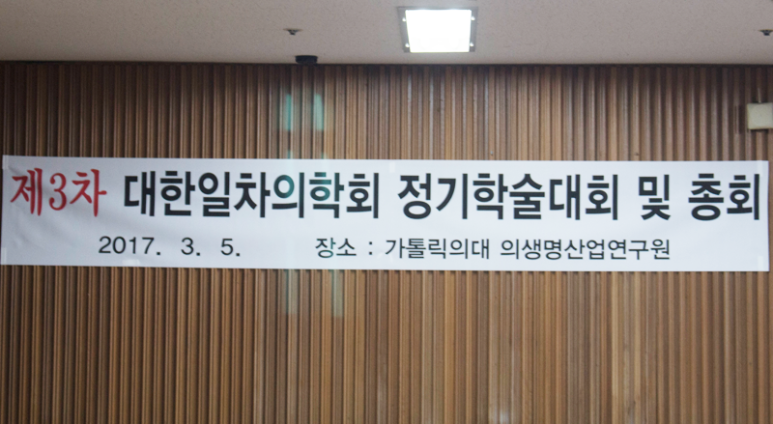 제3차 대한일차의학회 정기학술대회 및 총회
2017. 3. 5. 장소 : 가톨릭의대 의생명산업연구원